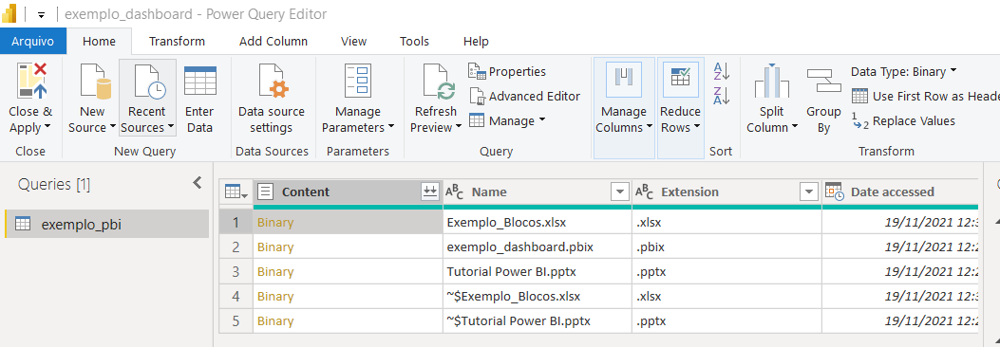 exemplo_dashboard - Power Query Editor
Arquivo Home Transform Add Column View Tools Help
Close & Apply
New Source
Recent Sources
Enter Data
Data source settings
Manage Parameters
Refresh Preview
Properties
Advanced Editor
Manage
Manage Columns
Reduce Rows
A Z
Z A
Split Column
Group By
Data Type: Binary
Use First Row as Heade
1 2 Replace Values
Close New Query Data Sources Parameters Query Sort Transform
Queries [1]
exemplo_pbi
Content ABC Name ABC Extension Date accessed
1 Binary Exemplo_Blocos.xlsx .xlsx 19/11/2021 12:3
2 Binary exemplo_dashboard.pbix .pbix 19/11/2021 12:2
3 Binary Tutorial Power BI.pptx .pptx 19/11/2021 12:2
4 Binary ~$Exemplo_Blocos.xlsx .xlsx 19/11/2021 12:3
5 Binary ~$Tutorial Power BI.pptx .pptx 19/11/2021 12:2